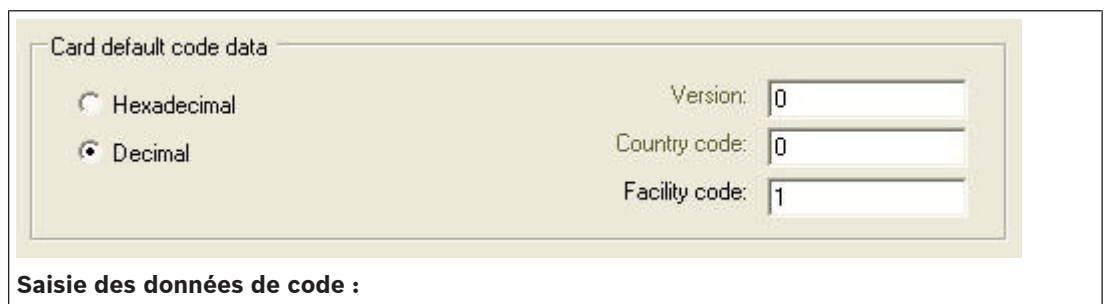 Card default code data
Hexadecimal
Decimal
Version: 0
Country code: 0
Facility code: 1
Saisie des données de code :